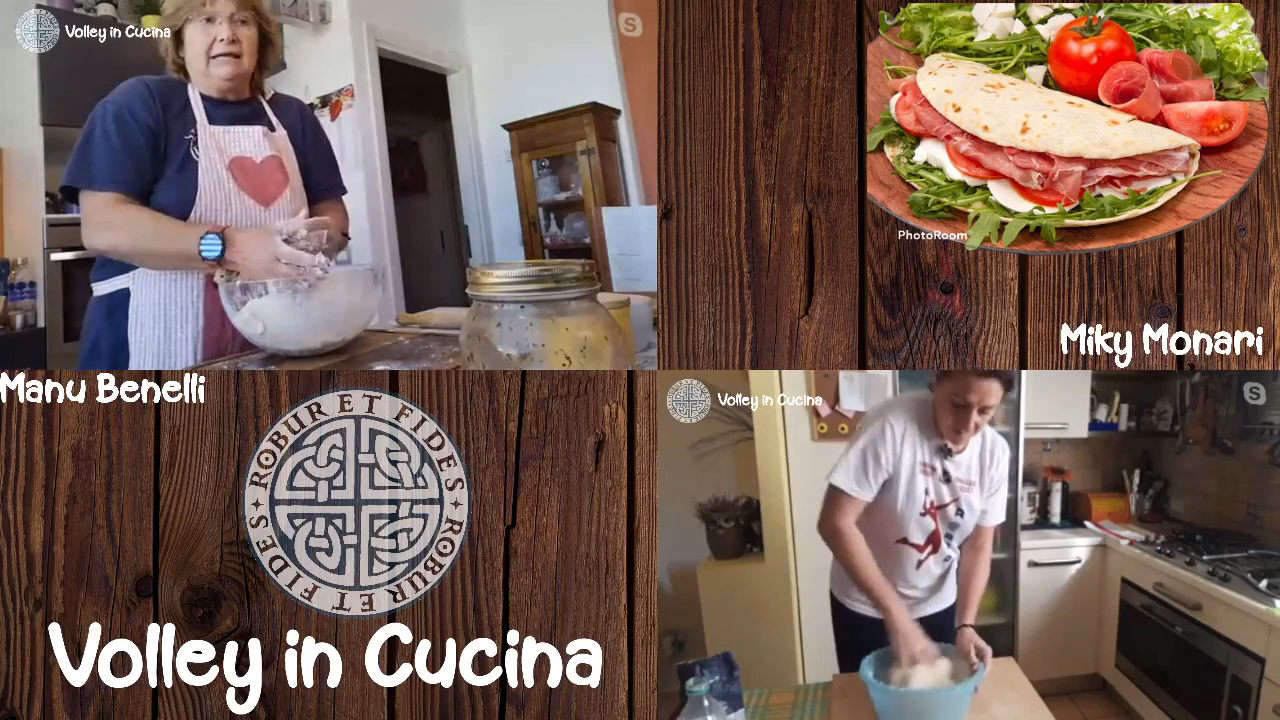 Volley in Cucina
PhotoRoom
Miky Monari
Manu Benelli
ROBUR ET FIDES
ROBUR ET FIDES
Volley in Cucina
Volley in Cucina